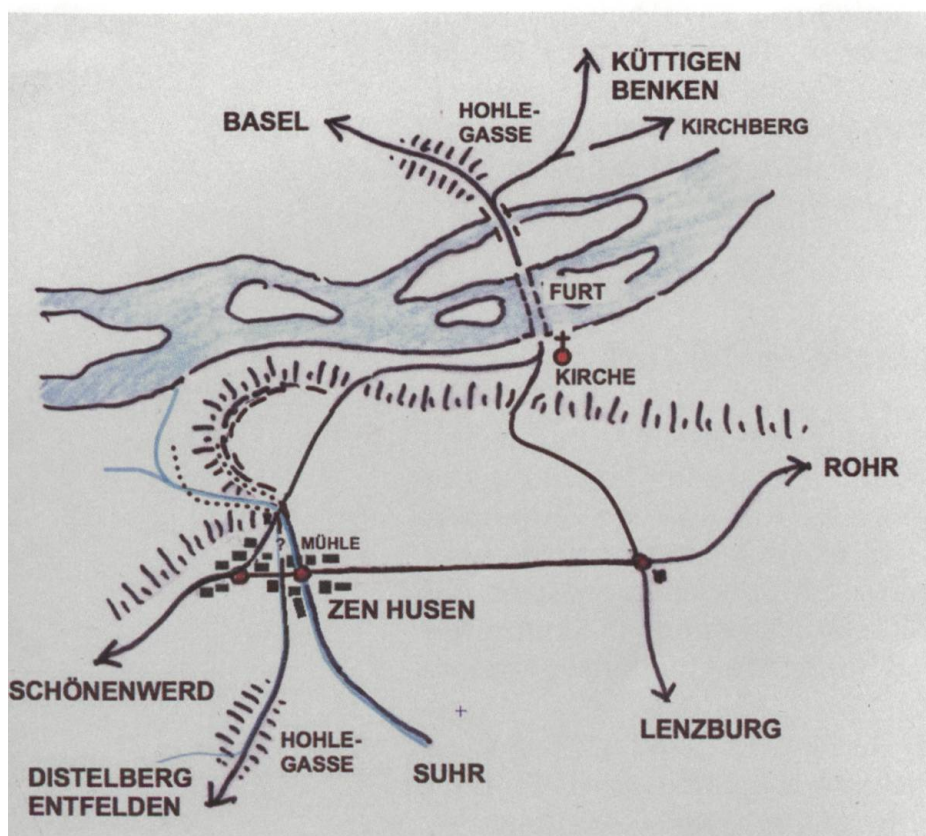 KÜTTIGEN
BENKEN
BASEL
HOHLE-
GASSE
KIRCHBERG
FURT
KIRCHE
ROHR
?
MÜHLE
ZEN HUSEN
SCHÖNENWERD
LENZBURG
HOHLE-
GASSE
SUHR
DISTELBERG
ENTFELDEN